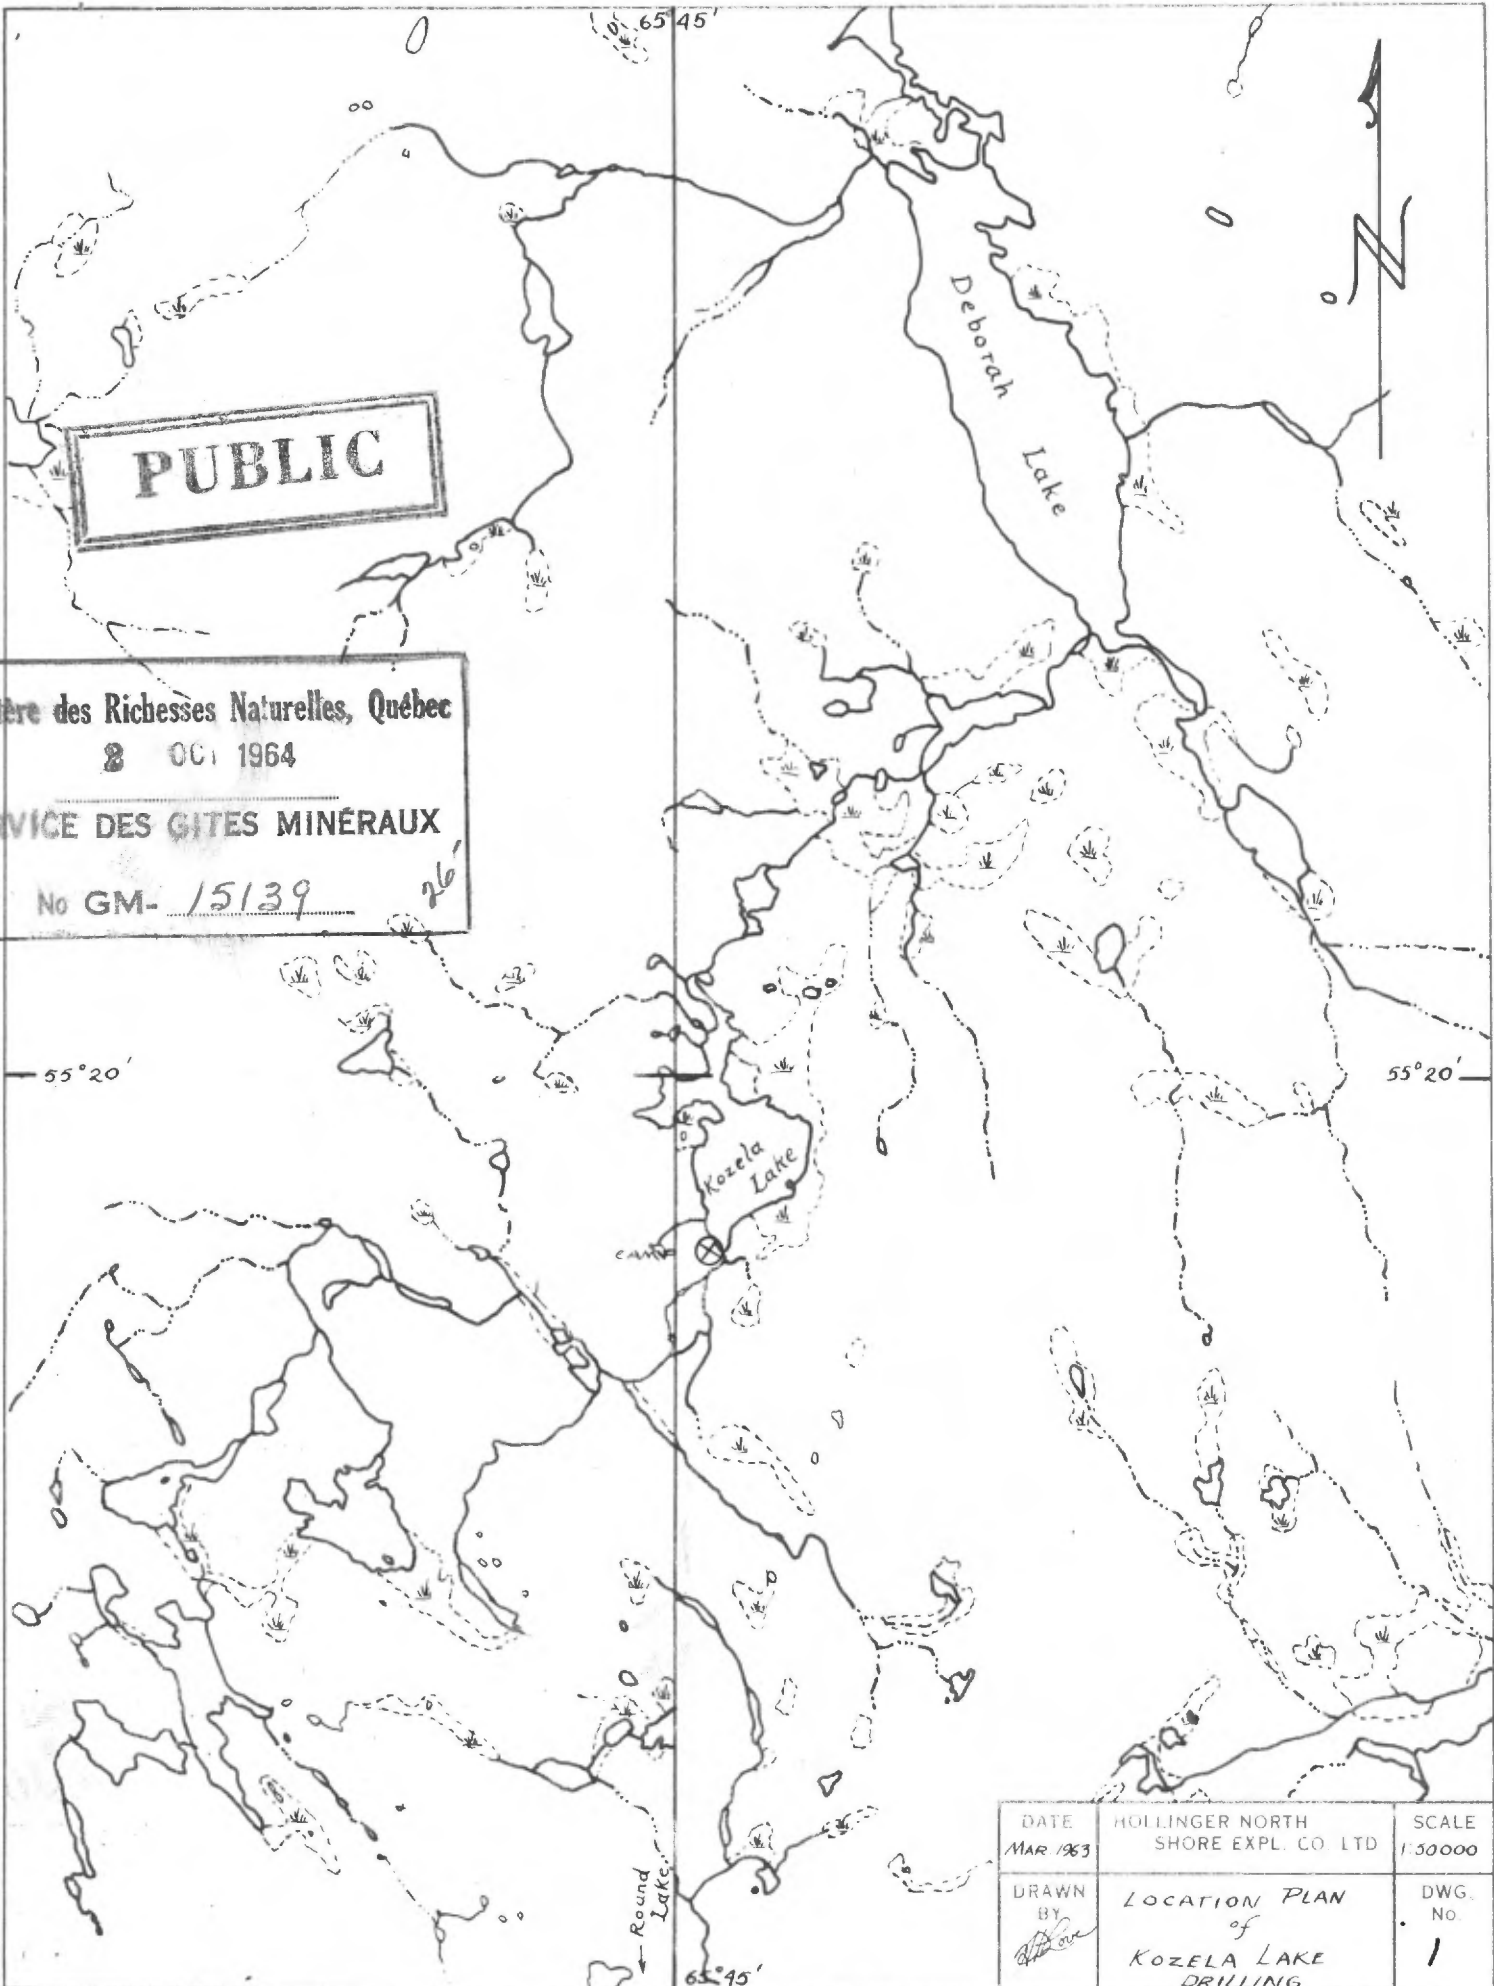 65°45'
N
Deborah
Lake
PUBLIC
des Richesses Naturelles, Québec
2 OCT 1964
VICE DES GITES MINÉRAUX
26
No GM- 15139
55°20'
55°20'
Kozela
Lake
CAMP
← Round
Lake
65°45'
DATE
MAR 1963
HOLLINGER NORTH
SHORE EXPL. CO. LTD
SCALE
1:50000
DRAWN
BY
LOCATION PLAN
of
KOZELA LAKE
DRILLING
DWG.
No.
1